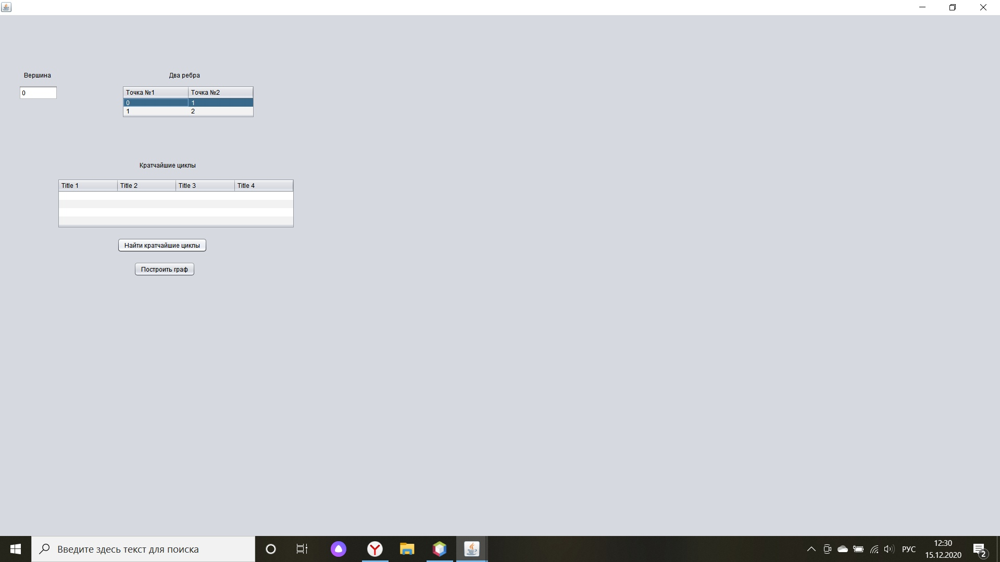 Вершина
Два ребра
0
Точка №1 Точка №2
0 1
1 2
Кратчайшие циклы
Title 1 Title 2 Title 3 Title 4
Найти кратчайшие циклы
Построить граф
Введите здесь текст для поиска
РУС
12:30
15.12.2020
2